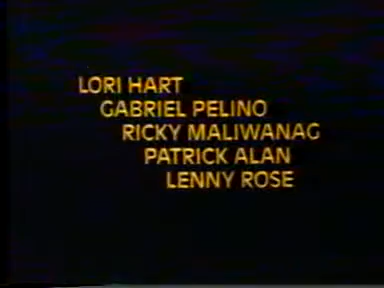 LORI HART
GABRIEL PELINO
RICKY MALIWANAG
PATRICK ALAN
LENNY ROSE